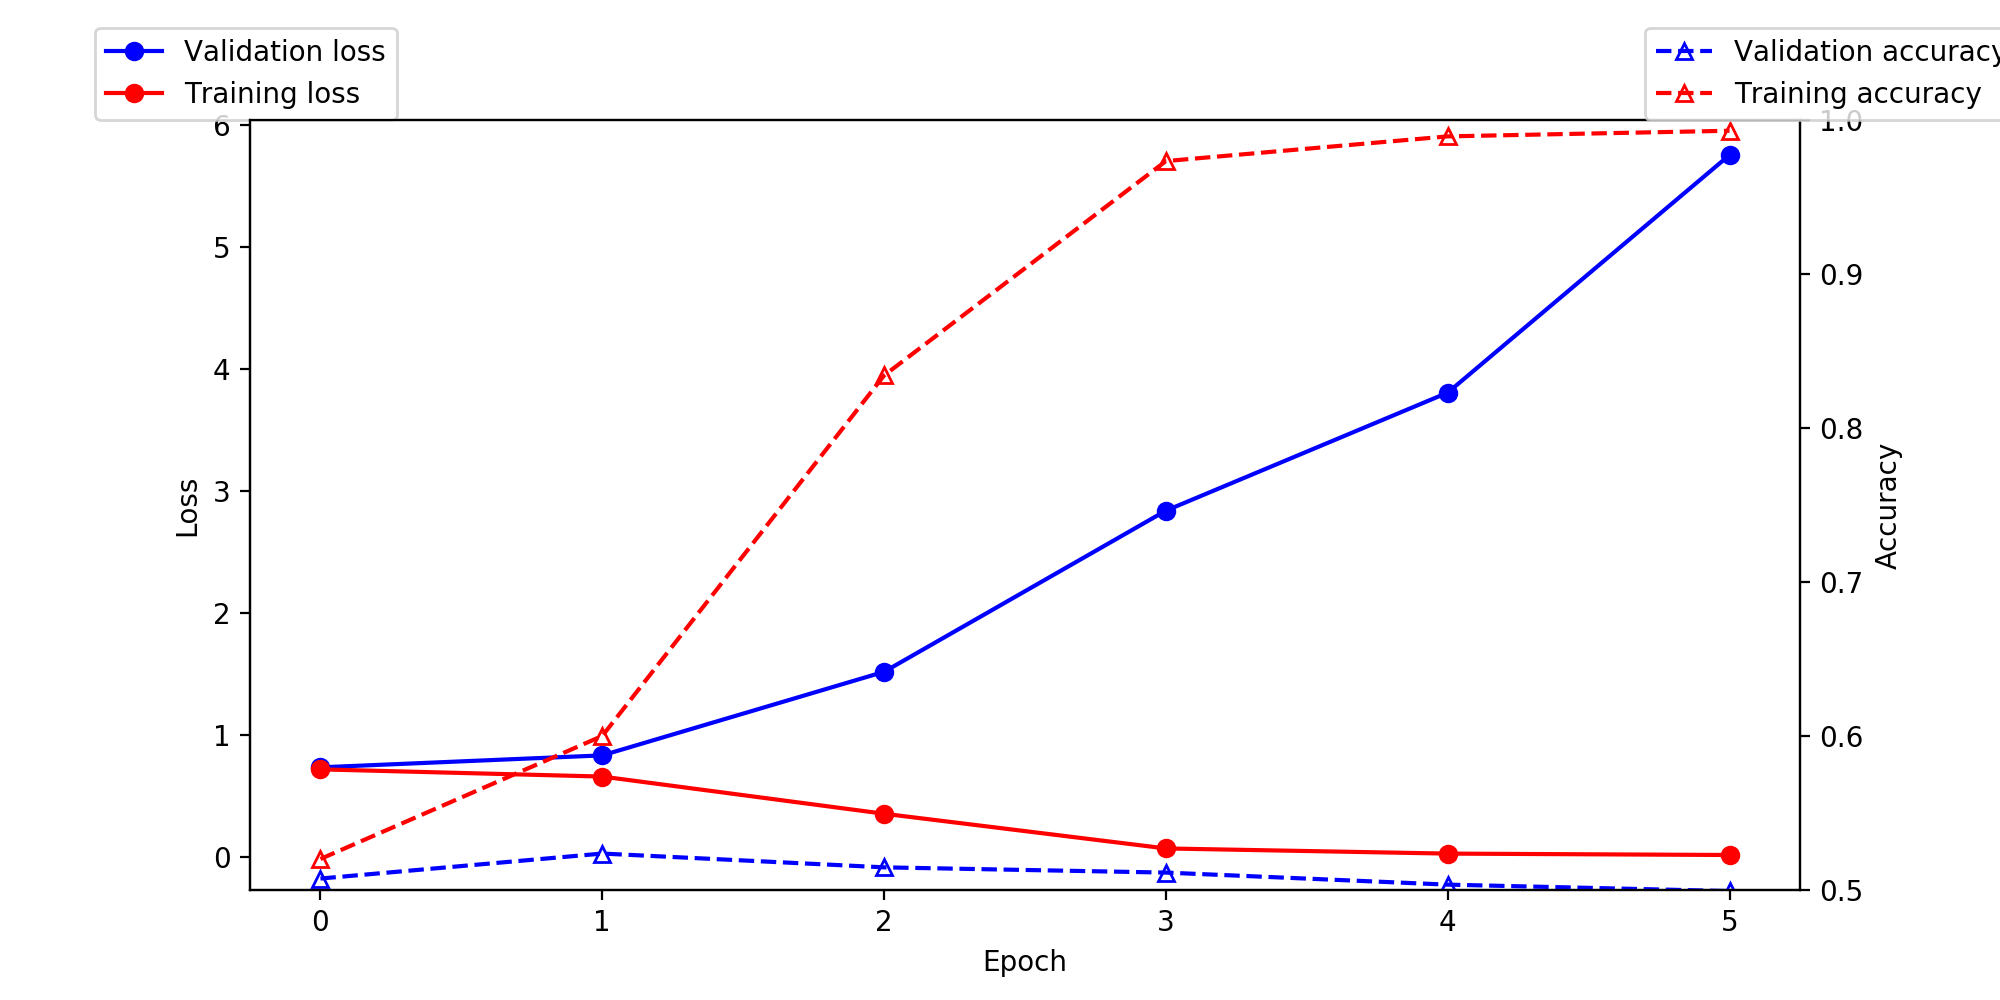 Validation loss
Training loss
Validation accuracy
Training accuracy
6
5
4
3
2
1
0
Loss
1.0
0.9
0.8
0.7
0.6
0.5
Accuracy
0 1 2 3 4 5
Epoch